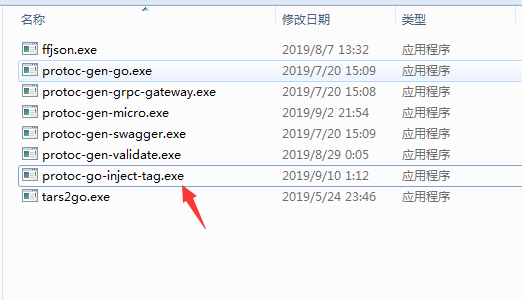 名称 修改日期 类型
ffjson.exe 2019/8/7 13:32 应用程序
protoc-gen-go.exe 2019/7/20 15:09 应用程序
protoc-gen-grpc-gateway.exe 2019/7/20 15:08 应用程序
protoc-gen-micro.exe 2019/9/2 21:54 应用程序
protoc-gen-swagger.exe 2019/7/20 15:09 应用程序
protoc-gen-validate.exe 2019/8/29 0:05 应用程序
protoc-go-inject-tag.exe 2019/9/10 1:12 应用程序
tars2go.exe 2019/5/24 23:46 应用程序